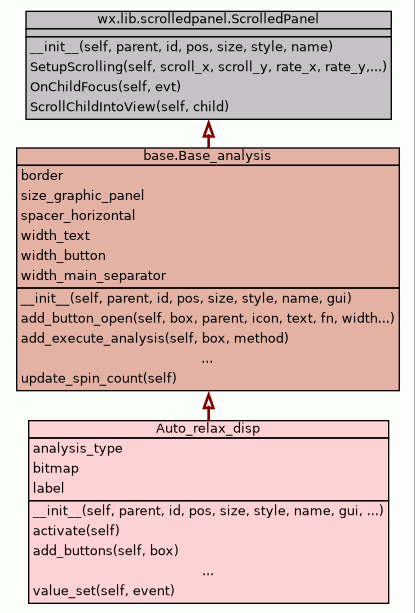 wx.lib.scrolledpanel.ScrolledPanel
__init__(self, parent, id, pos, size, style, name)
SetupScrolling(self, scroll_x, scroll_y, rate_x, rate_y,...)
OnChildFocus(self, evt)
ScrollChildIntoView(self, child)
base.Base_analysis
border
size_graphic_panel
spacer_horizontal
width_text
width_button
width_main_separator
__init__(self, parent, id, pos, size, style, name, gui)
add_button_open(self, box, parent, icon, text, fn, width...)
add_execute_analysis(self, box, method)
...
update_spin_count(self)
Auto_relax_disp
analysis_type
bitmap
label
__init__(self, parent, id, pos, size, style, name, gui, ...)
activate(self)
add_buttons(self, box)
...
value_set(self, event)